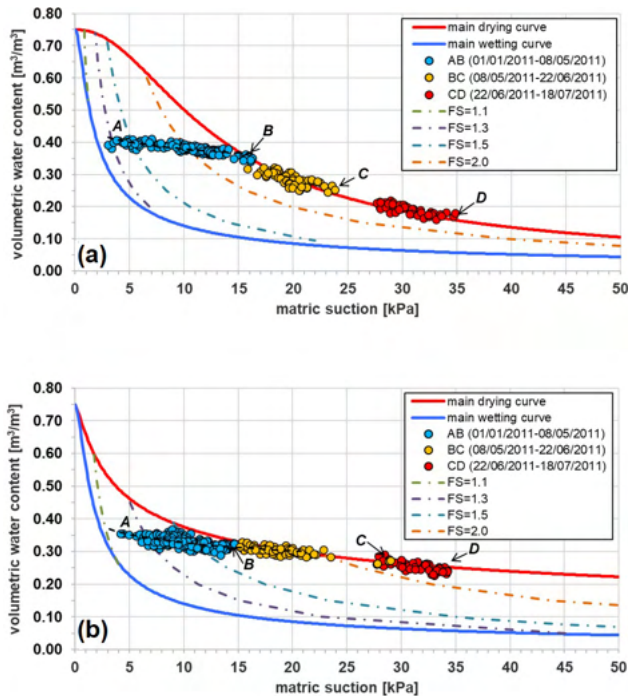 0.80
0.70
0.60
0.50
0.40
0.30
0.20
0.10
0.00
volumetric water content [m³/m³]
main drying curve
main wetting curve
AB (01/01/2011-08/05/2011)
BC (08/05/2011-22/06/2011)
CD (22/06/2011-18/07/2011)
FS=1.1
FS=1.3
FS=1.5
FS=2.0
A
B
C
D
(a)
0 5 10 15 20 25 30 35 40 45 50
matric suction [kPa]
0.80
0.70
0.60
0.50
0.40
0.30
0.20
0.10
0.00
volumetric water content [m³/m³]
main drying curve
main wetting curve
AB (01/01/2011-08/05/2011)
BC (08/05/2011-22/06/2011)
CD (22/06/2011-18/07/2011)
FS=1.1
FS=1.3
FS=1.5
FS=2.0
A
B
C
D
(b)
0 5 10 15 20 25 30 35 40 45 50
matric suction [kPa]